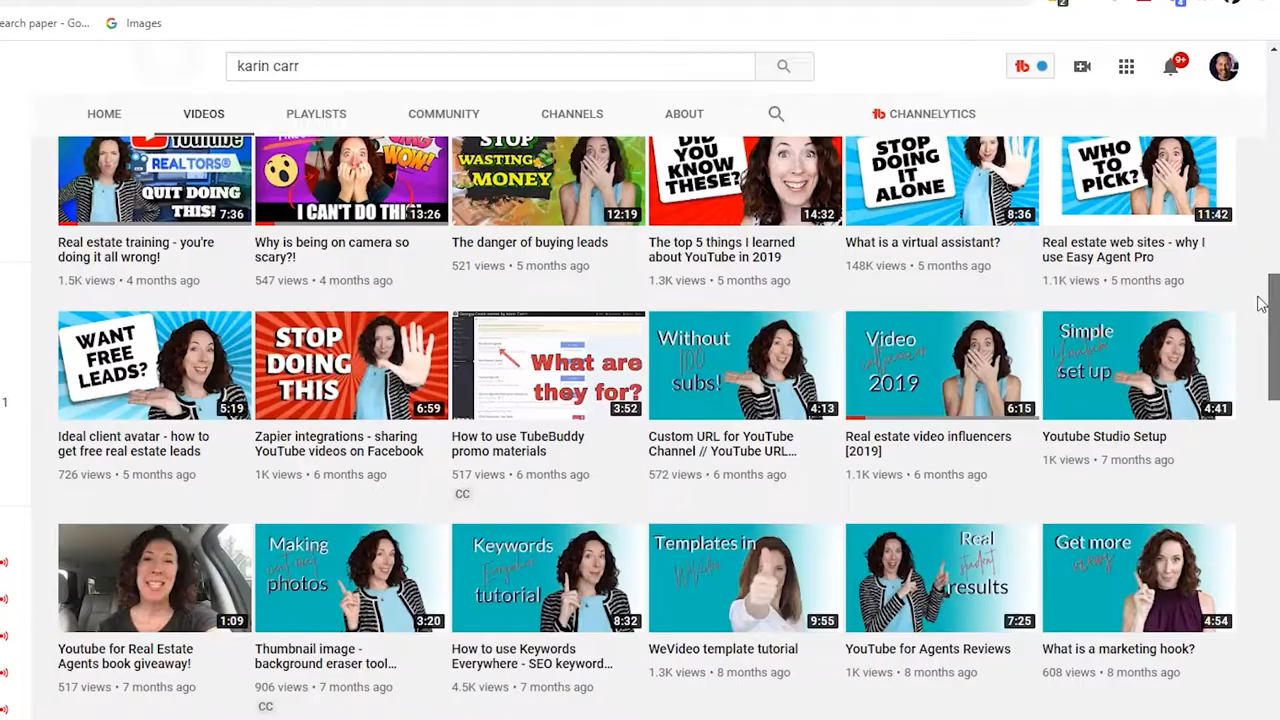 earch paper - Go...
Images
2
4
karin carr
9+
HOME
VIDEOS
PLAYLISTS
COMMUNITY
CHANNELS
ABOUT
tb CHANNELYTICS
YouTube
REALTORS®
QUIT DOING
THIS!
7:36
WOW!
I CAN'T DO THI
13:26
STOP
WASTING
MONEY
12:19
DID
YOU KNOW
THESE?
14:32
STOP
DOING IT
ALONE
8:36
WHO
TO
PICK?
11:42
Real estate training - you're
doing it all wrong!
1.5K views • 4 months ago
Why is being on camera so
scary?!
547 views • 4 months ago
The danger of buying leads
521 views • 5 months ago
The top 5 things I learned
about YouTube in 2019
1.3K views • 5 months ago
What is a virtual assistant?
148K views • 5 months ago
Real estate web sites - why I
use Easy Agent Pro
1.1K views • 5 months ago
WANT
FREE
LEADS?
5:19
STOP
DOING
THIS
6:59
What are
they for?
3:52
Without
100
subs!
4:13
Video
influencers
2019
6:15
Simple
set up
4:41
1
Ideal client avatar - how to
get free real estate leads
726 views • 5 months ago
Zapier integrations - sharing
YouTube videos on Facebook
1K views • 6 months ago
How to use TubeBuddy
promo materials
517 views • 6 months ago
CC
Custom URL for YouTube
Channel // YouTube URL...
572 views • 6 months ago
Real estate video influencers
[2019]
1.1K views • 6 months ago
Youtube Studio Setup
1K views • 7 months ago
1:09
Making
photos
3:20
Keywords
Everywhere
tutorial
8:32
Templates in
WeVideo
9:55
Real
student
results
7:25
Get more
views
4:54
Youtube for Real Estate
Agents book giveaway!
517 views • 7 months ago
Thumbnail image -
background eraser tool...
906 views • 7 months ago
CC
How to use Keywords
Everywhere - SEO keyword...
4.5K views • 7 months ago
WeVideo template tutorial
1.3K views • 8 months ago
YouTube for Agents Reviews
1K views • 8 months ago
What is a marketing hook?
608 views • 8 months ago